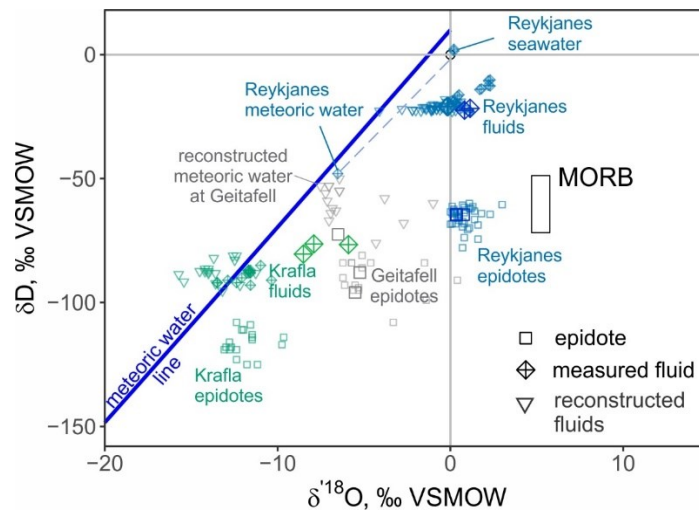 Reykjanes
seawater
0
Reykjanes
meteoric water
Reykjanes
fluids
reconstructed
meteoric water
at Geitafell
−50
MORB
δD, ‰ VSMOW
Krafla
fluids
Geitafell
epidotes
Reykjanes
epidotes
−100
meteoric water
line
Krafla
epidotes
epidote
measured fluid
reconstructed
fluids
−150
−20
−10
0
10
δ'18O, ‰ VSMOW